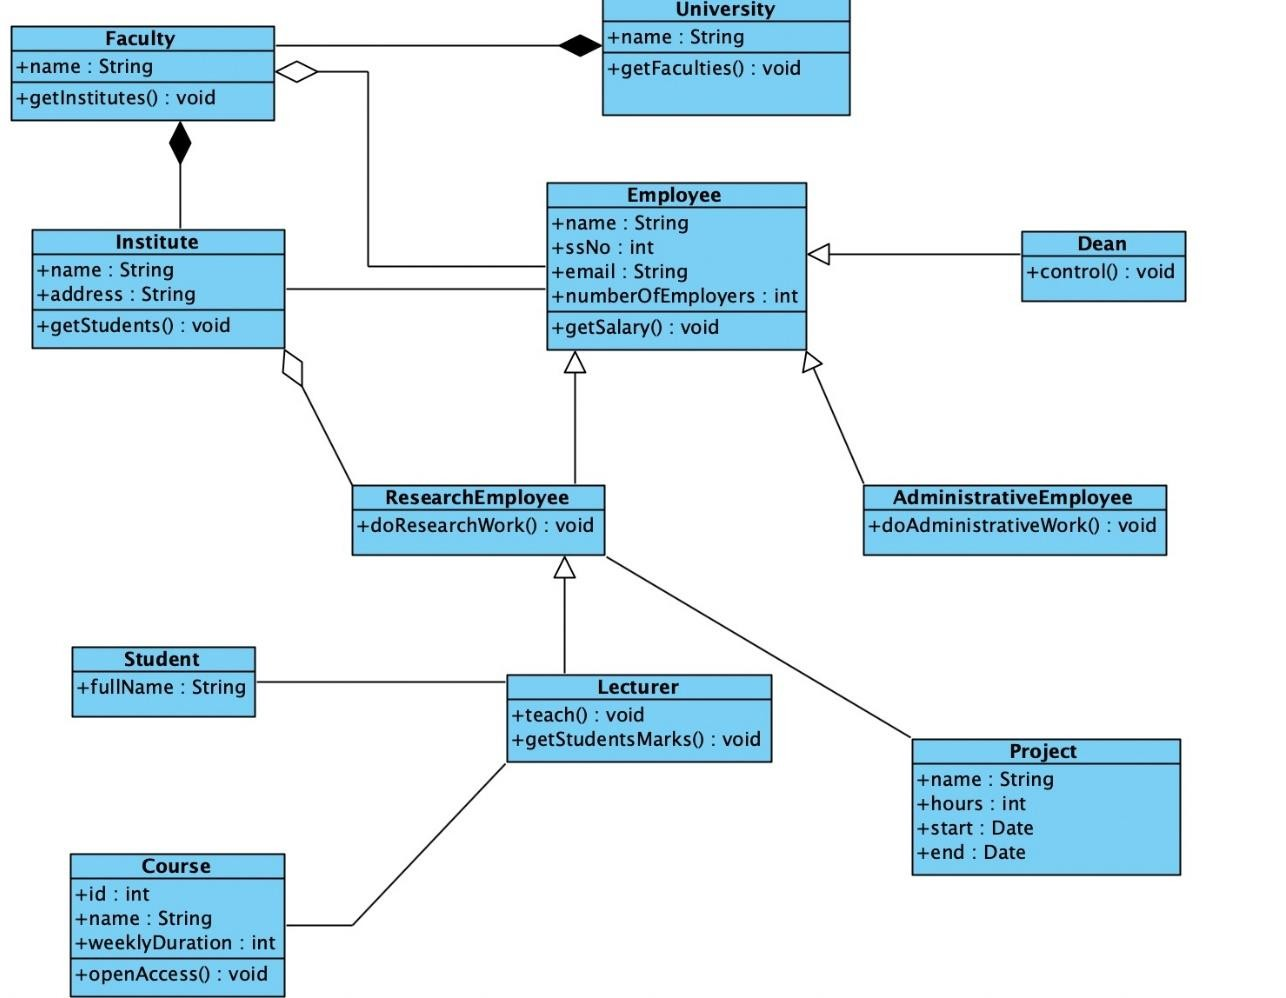 University
+name : String
+getFaculties() : void
Faculty
+name : String
+getInstitutes() : void
Employee
+name : String
+ssNo : int
+email : String
+numberOfEmployers : int
+getSalary() : void
Institute
+name : String
+address : String
+getStudents() : void
Dean
+control() : void
ResearchEmployee
+doResearchWork() : void
AdministrativeEmployee
+doAdministrativeWork() : void
Student
+fullName : String
Lecturer
+teach() : void
+getStudentsMarks() : void
Project
+name : String
+hours : int
+start : Date
+end : Date
Course
+id : int
+name : String
+weeklyDuration : int
+openAccess() : void